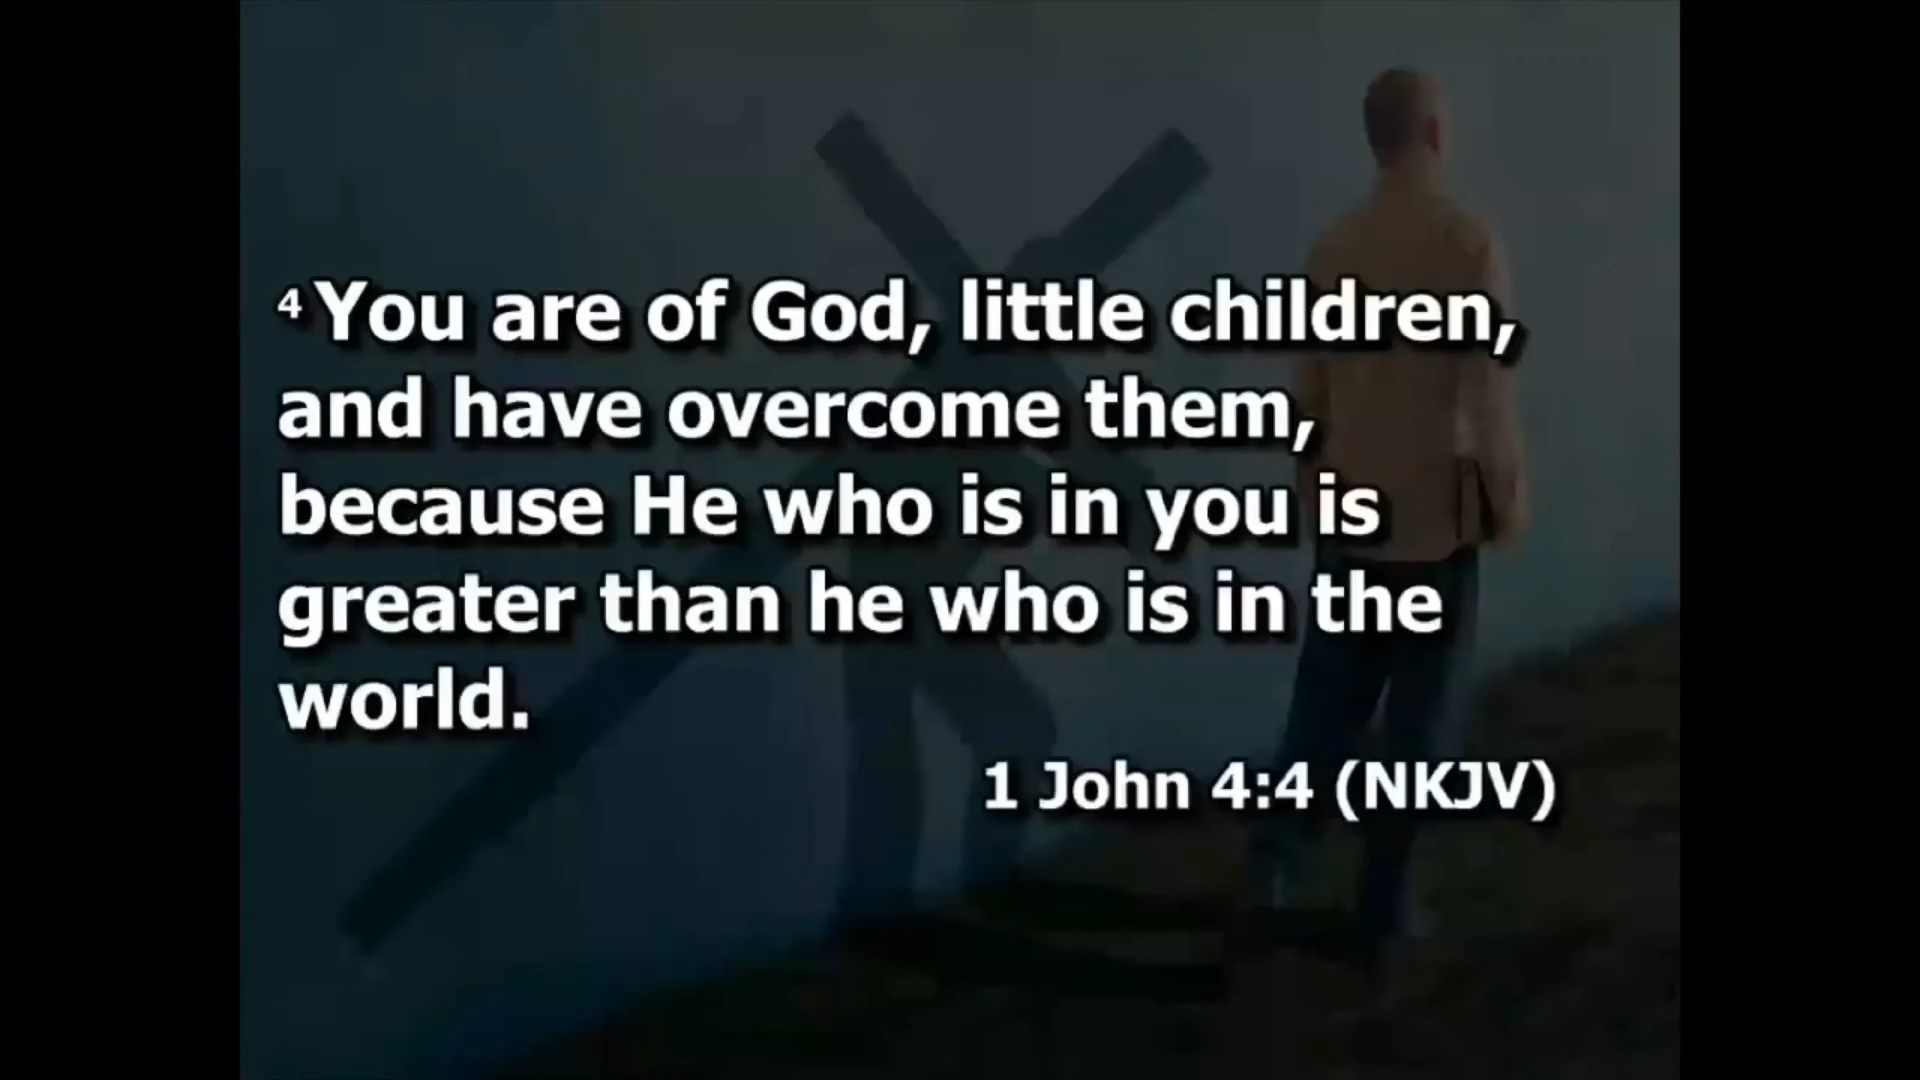 4 You are of God, little children,
and have overcome them,
because He who is in you is
greater than he who is in the
world.
1 John 4:4 (NKJV)